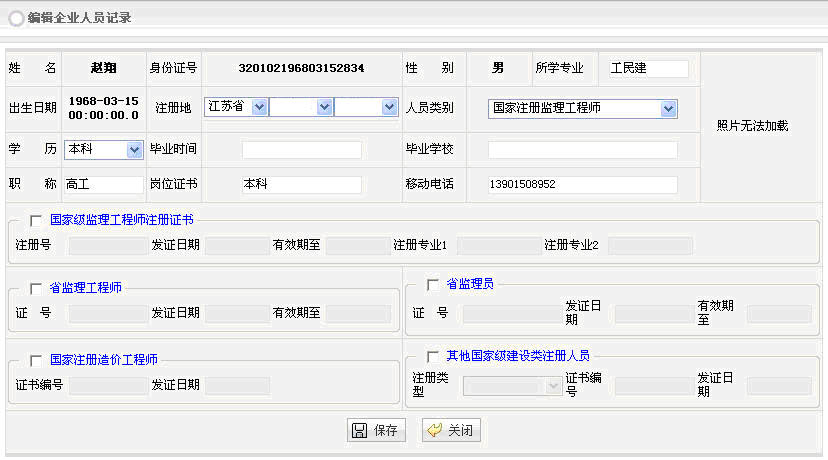 编辑企业人员记录
姓 名 赵翔 身份证号 320102196803152834 性 别 男 所学专业 工民建
出生日期 1968-03-15 00:00:00.0 注册地 江苏省 人员类别 国家注册监理工程师
照片无法加载
学 历 本科 毕业时间 毕业学校
职 称 高工 岗位证书 本科 移动电话 13901508952
国家级监理工程师注册证书
注册号 发证日期 有效期至 注册专业1 注册专业2
省监理工程师
证 号 发证日期 有效期至
省监理员
证 号 发证日期 有效期至
国家注册造价工程师
证书编号 发证日期
其他国家级建设类注册人员
注册类型 证书编号 发证日期
保存 关闭